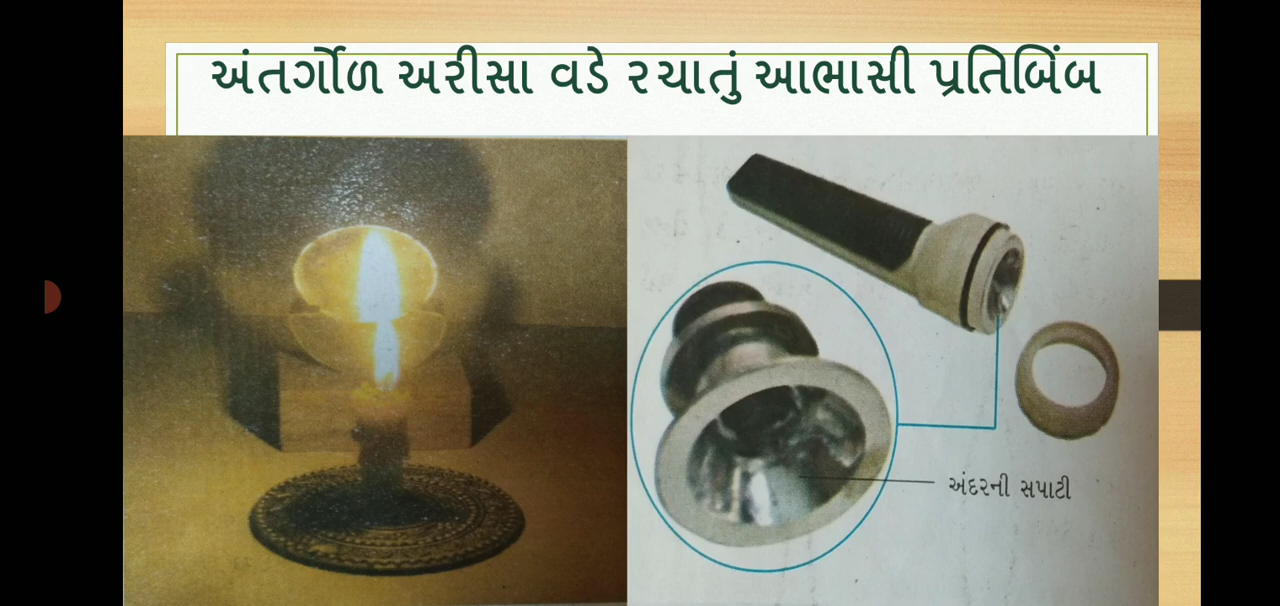 અંતર્ગોળ અરીસા વડે રચાતું આભાસી પ્રતિબિંબ
અંદરની સપાટી